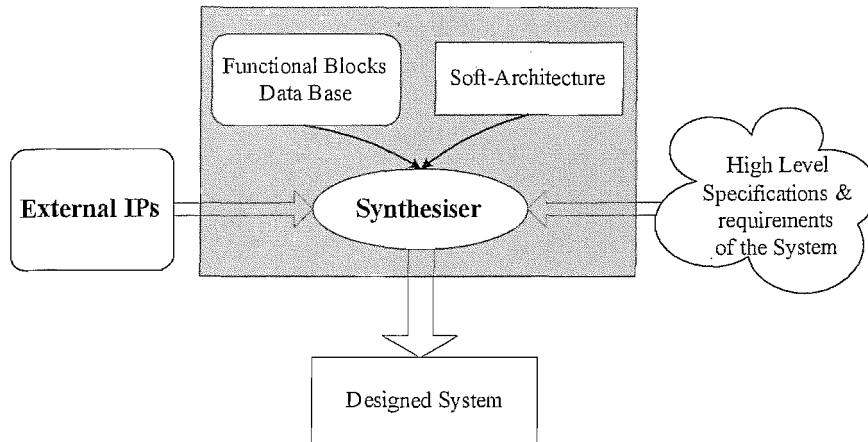 Functional Blocks
Data Base
Soft-Architecture
External IPs
Synthesiser
High Level
Specifications &
requirements
of the System
Designed System